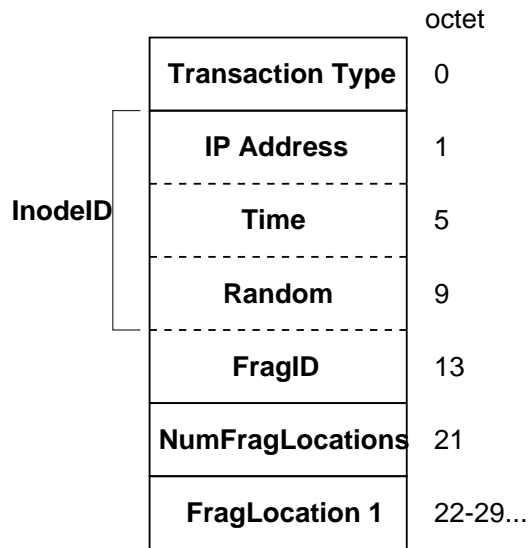 octet
Transaction Type 0
IP Address 1
InodeID
Time 5
Random 9
FragID 13
NumFragLocations 21
FragLocation 1 22-29...